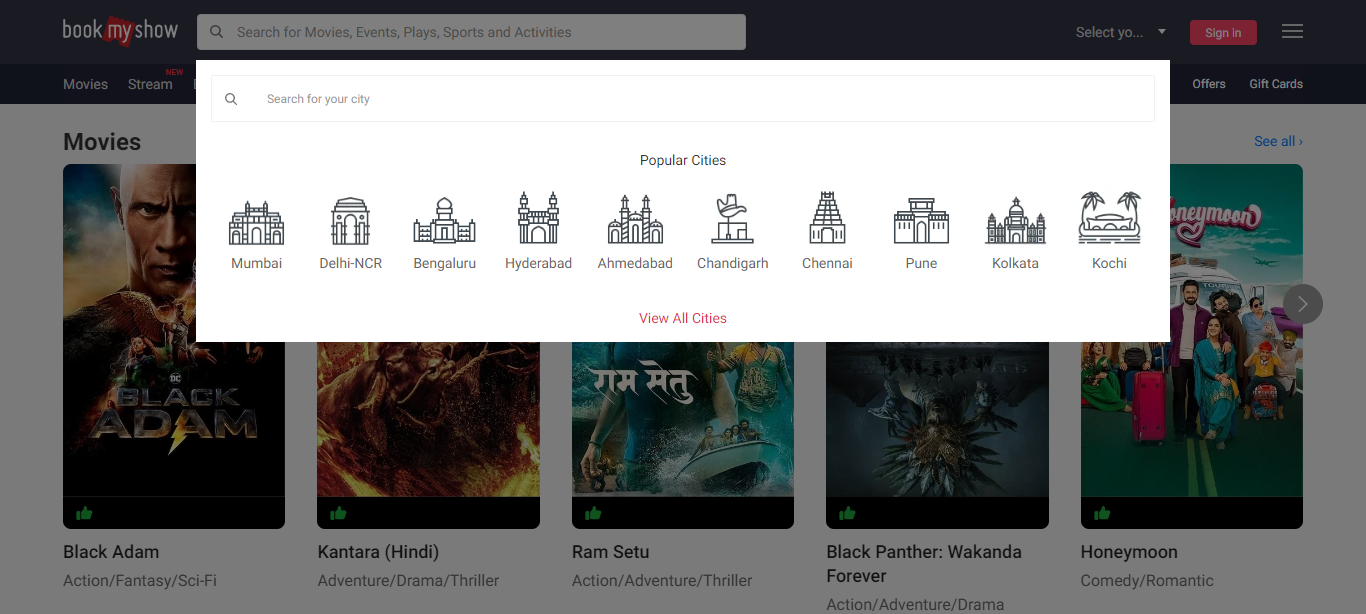 book my show
Search for Movies, Events, Plays, Sports and Activities
Select yo...
Sign in
Movies
Stream
NEW
Offers
Gift Cards
Search for your city
Popular Cities
Mumbai
Delhi-NCR
Bengaluru
Hyderabad
Ahmedabad
Chandigarh
Chennai
Pune
Kolkata
Kochi
View All Cities
Movies
See all ›
DC
BLACK
ADAM
राम सेतु
oneymoon
TOUR
Black Adam
Action/Fantasy/Sci-Fi
Kantara (Hindi)
Adventure/Drama/Thriller
Ram Setu
Action/Adventure/Thriller
Black Panther: Wakanda
Forever
Action/Adventure/Drama
Honeymoon
Comedy/Romantic